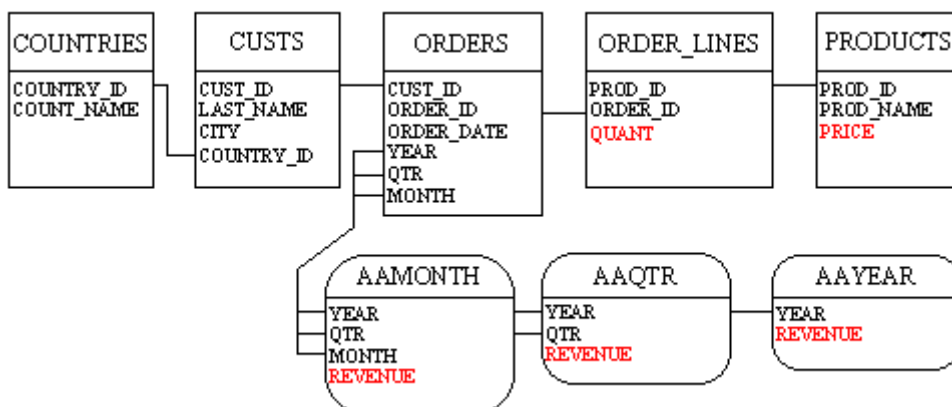 COUNTRIES
COUNTRY_ID
COUNT_NAME
CUSTS
CUST_ID
LAST_NAME
CITY
COUNTRY_ID
ORDERS
CUST_ID
ORDER_ID
ORDER_DATE
YEAR
QTR
MONTH
ORDER_LINES
PROD_ID
ORDER_ID
QUANT
PRODUCTS
PROD_ID
PROD_NAME
PRICE
AAMONTH
YEAR
QTR
MONTH
REVENUE
AAQTR
YEAR
QTR
REVENUE
AAYEAR
YEAR
REVENUE